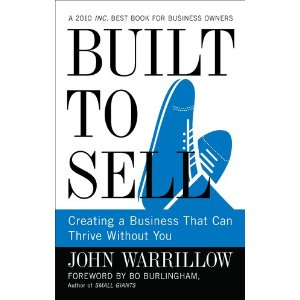 A 2010 INC. BEST BOOK FOR BUSINESS OWNERS
BUILT
TO
SELL
Creating a Business That Can
Thrive Without You
JOHN WARRILLOW
FOREWORD BY BO BURLINGHAM,
Author of SMALL GIANTS